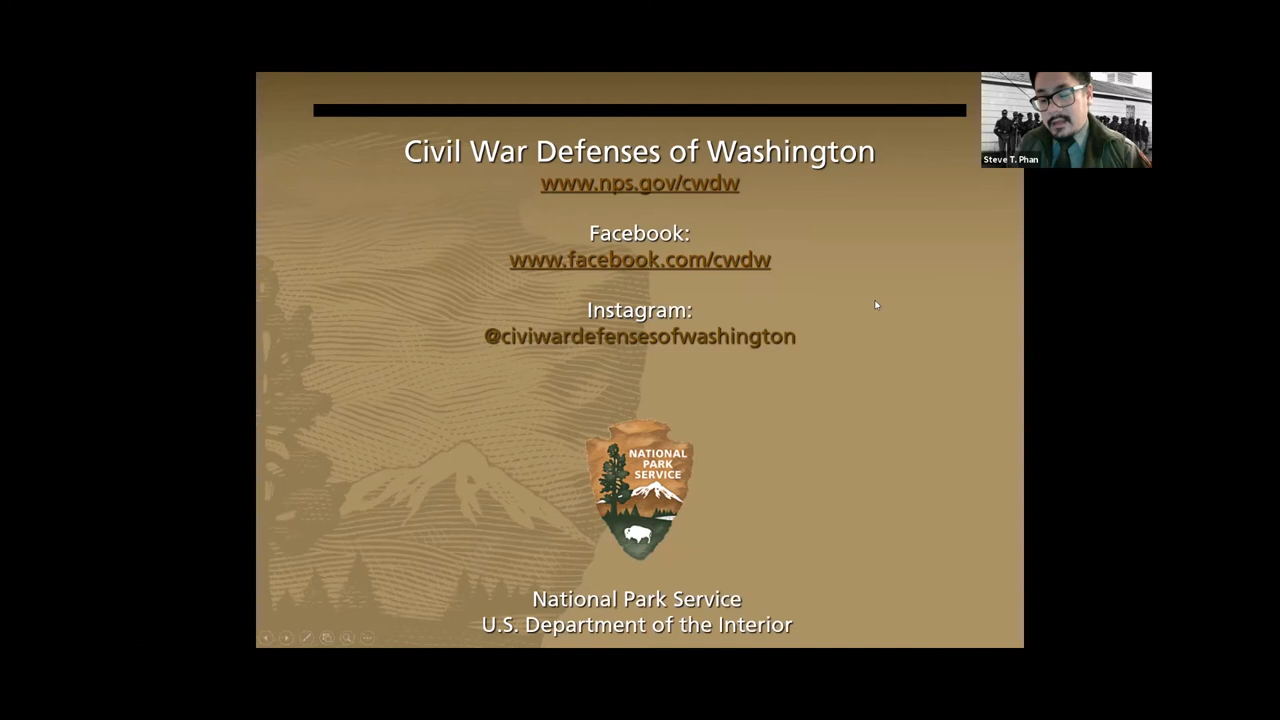 Civil War Defenses of Washington
www.nps.gov/cwdw
Facebook:
www.facebook.com/cwdw
Instagram:
@civiwardefensesofwashington
NATIONAL
PARK
SERVICE
National Park Service
U.S. Department of the Interior
Steve T. Phan